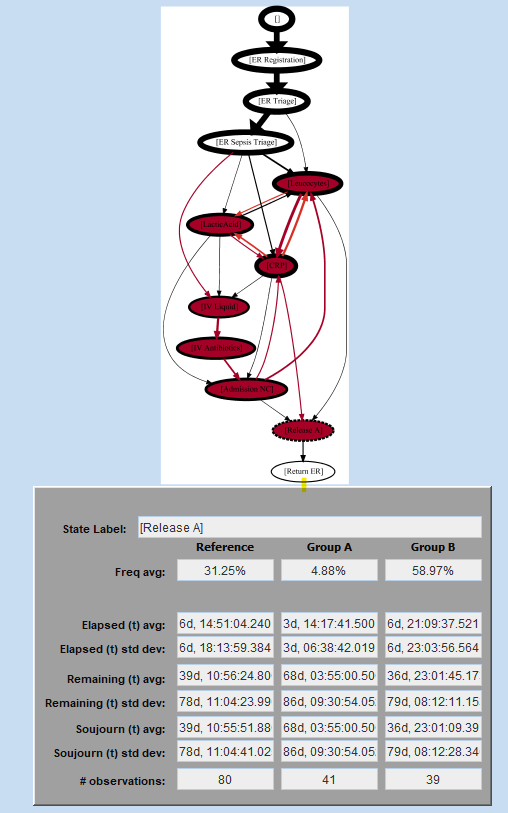 []
[ER Registration]
[ER Triage]
[ER Sepsis Triage]
[Leucocytes]
[LacticAcid]
[CRP]
[IV Liquid]
[IV Antibiotics]
[Admission NC]
[Release A]
[Return ER]
State Label: [Release A]
Reference Group A Group B
Freq avg: 31.25% 4.88% 58.97%
Elapsed (t) avg: 6d, 14:51:04.240 3d, 14:17:41.500 6d, 21:09:37.521
Elapsed (t) std dev: 6d, 18:13:59.384 3d, 06:38:42.019 6d, 23:03:56.564
Remaining (t) avg: 39d, 10:56:24.80 68d, 03:55:00.50 36d, 23:01:45.17
Remaining (t) std dev: 78d, 11:04:23.99 86d, 09:30:54.05 79d, 08:12:11.15
Soujourn (t) avg: 39d, 10:55:51.88 68d, 03:55:00.50 36d, 23:01:09.39
Soujourn (t) std dev: 78d, 11:04:41.02 86d, 09:30:54.05 79d, 08:12:28.34
# observations: 80 41 39